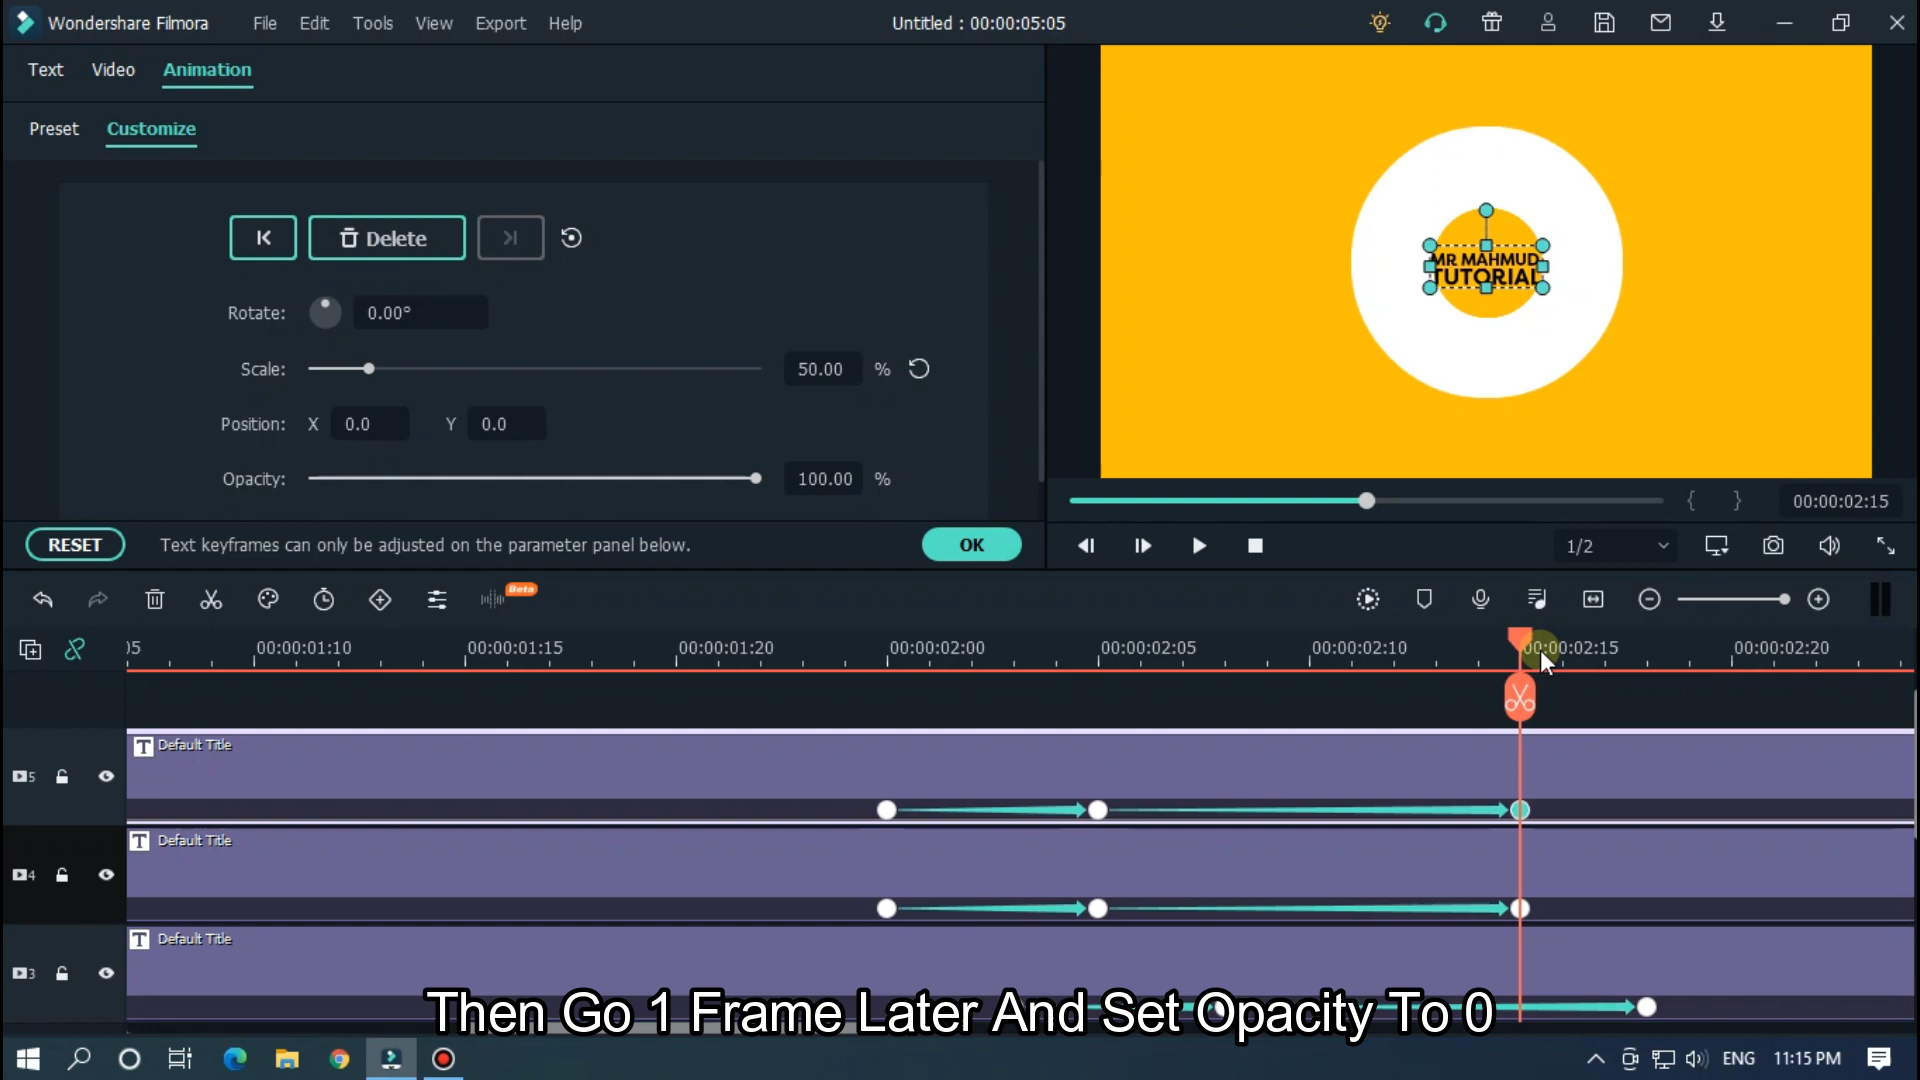 Wondershare Filmora File Edit Tools View Export Help Untitled : 00:00:05:05
Text Video Animation
Preset Customize
Delete
Rotate: 0.00°
Scale: 50.00 %
Position: X 0.0 Y 0.0
Opacity: 100.00 %
RESET Text keyframes can only be adjusted on the parameter panel below. OK
MR MAHMUD
TUTORIAL
{ } 00:00:02:15
1/2
Beta
05 00:00:01:10 00:00:01:15 00:00:01:20 00:00:02:00 00:00:02:05 00:00:02:10 00:00:02:15 00:00:02:20
T Default Title
5
T Default Title
4
T Default Title
3
Then Go 1 Frame Later And Set Opacity To 0
ENG 11:15 PM